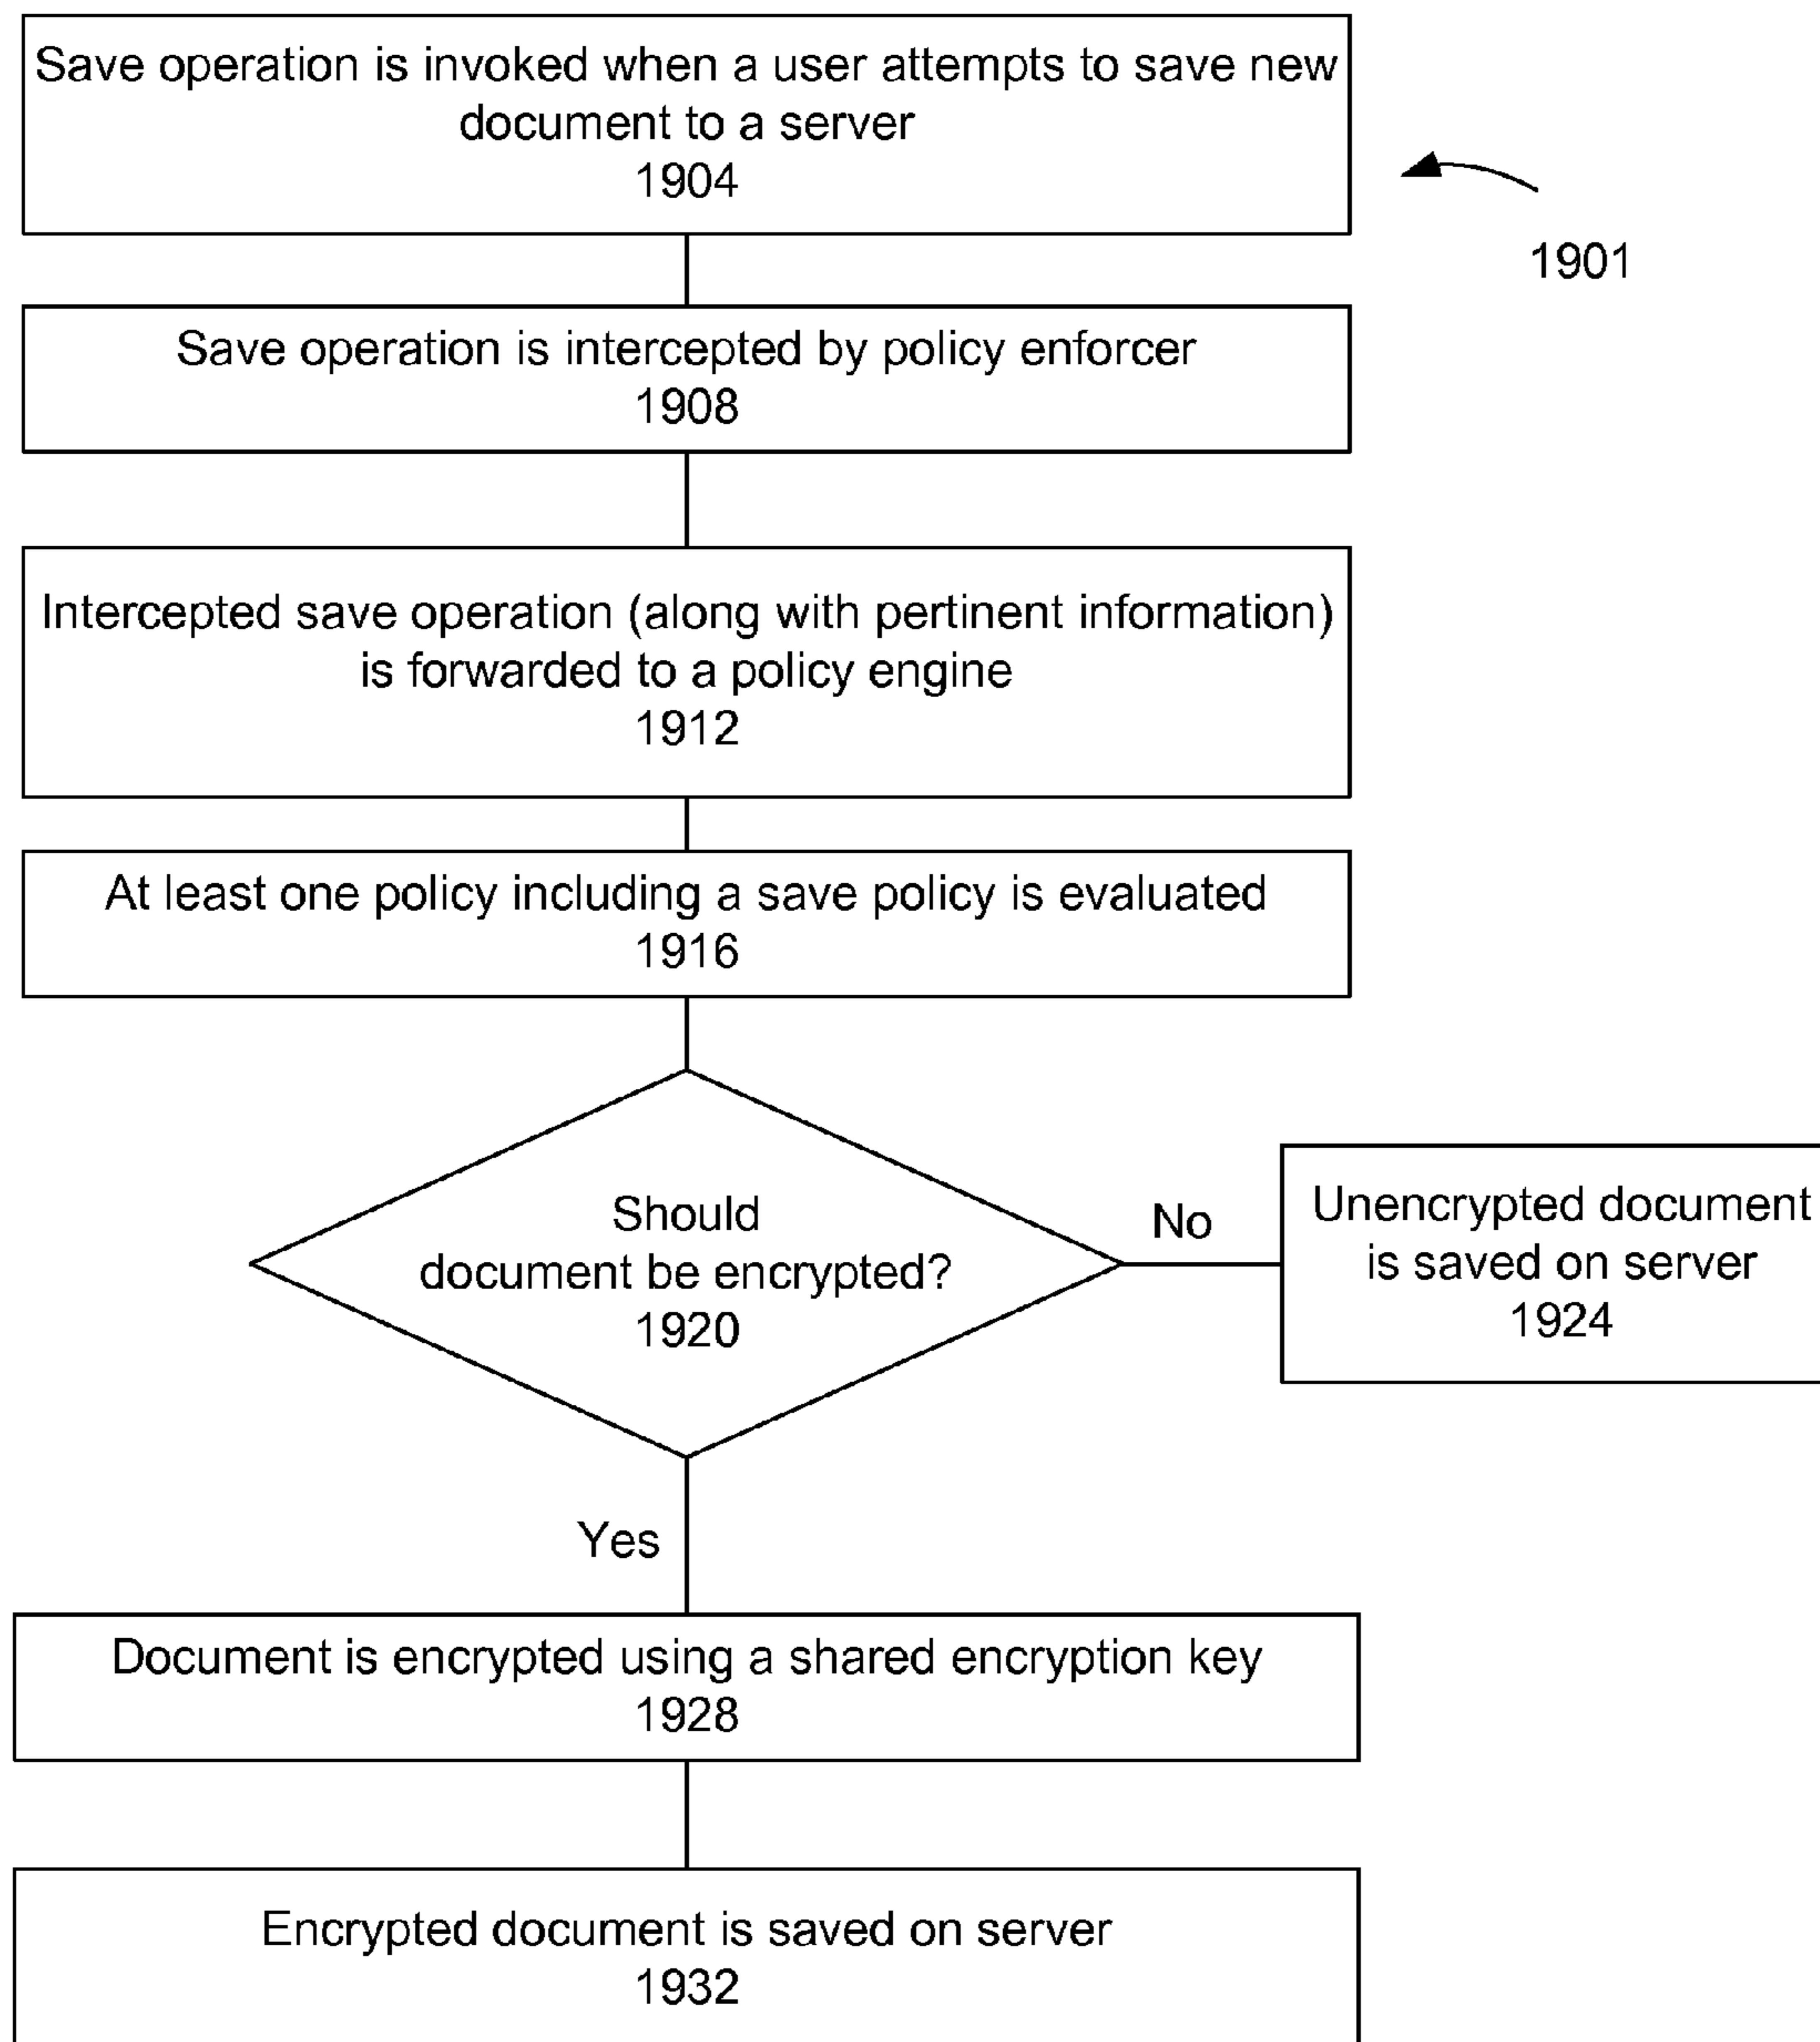 Save operation is invoked when a user attempts to save new
document to a server
1904
1901
Save operation is intercepted by policy enforcer
1908
Intercepted save operation (along with pertinent information)
is forwarded to a policy engine
1912
At least one policy including a save policy is evaluated
1916
Should
document be encrypted?
1920
No
Unencrypted document
is saved on server
1924
Yes
Document is encrypted using a shared encryption key
1928
Encrypted document is saved on server
1932